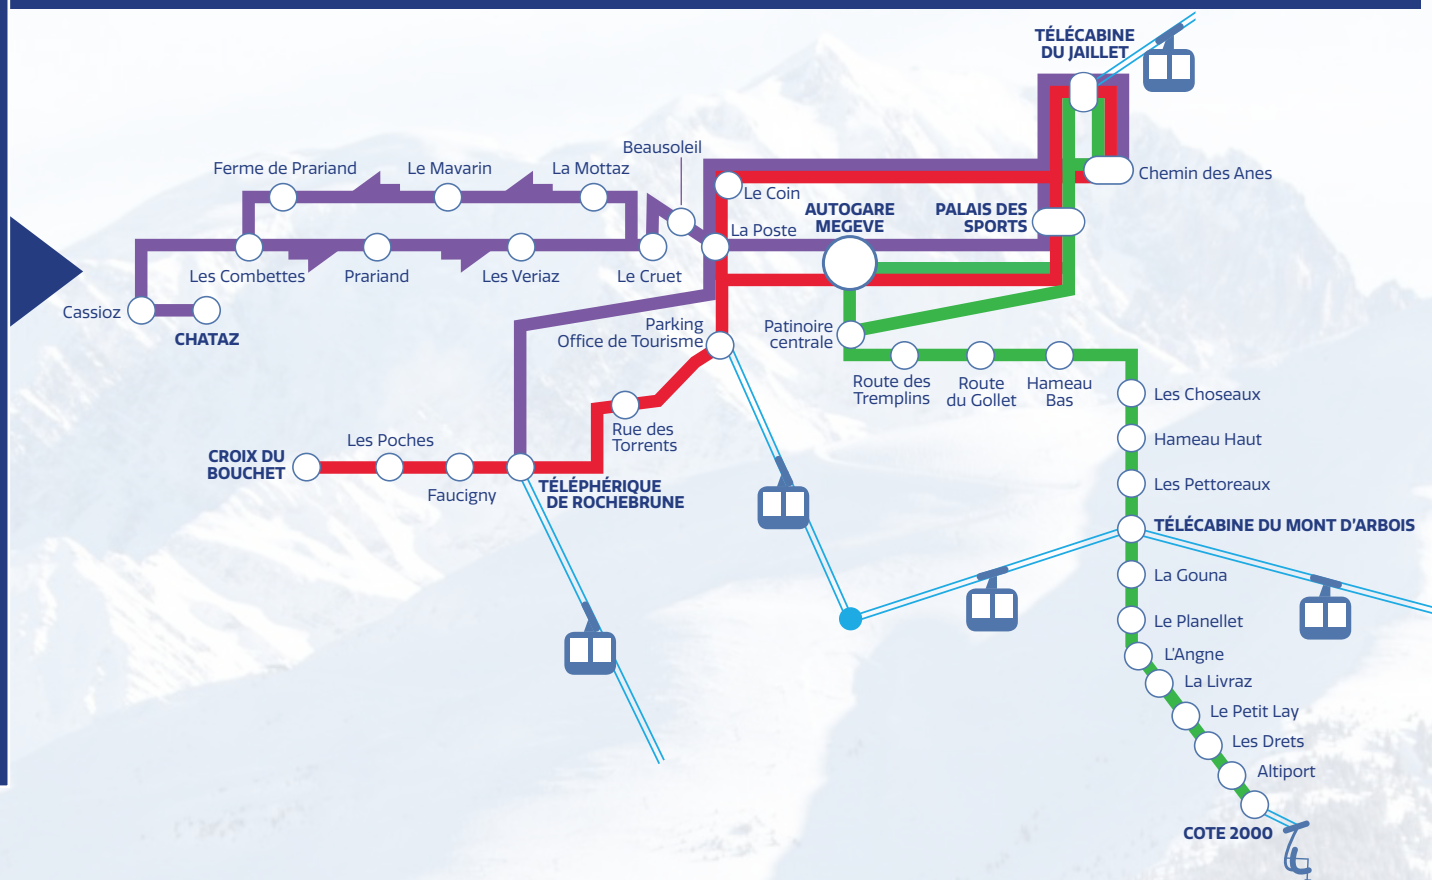 TÉLÉCABINE
DU JAILLET
Beausoleil
Ferme de Prariand
Le Mavarin
La Mottaz
Chemin des Anes
Le Coin
AUTOGARE
MEGEVE
PALAIS DES
SPORTS
La Poste
Les Combettes
Prariand
Les Veriaz
Le Cruet
Cassioz
CHATAZ
Parking
Office de Tourisme
Patinoire
centrale
Route des
Tremplins
Route
du Gollet
Hameau
Bas
Les Choseaux
Rue des
Torrents
Les Poches
Hameau Haut
CROIX DU
BOUCHET
Faucigny
TÉLÉPHÉRIQUE
DE ROCHEBRUNE
Les Pettoreaux
TÉLÉCABINE DU MONT D'ARBOIS
La Gouna
Le Planellet
L'Angne
La Livraz
Le Petit Lay
Les Drets
Altiport
COTE 2000